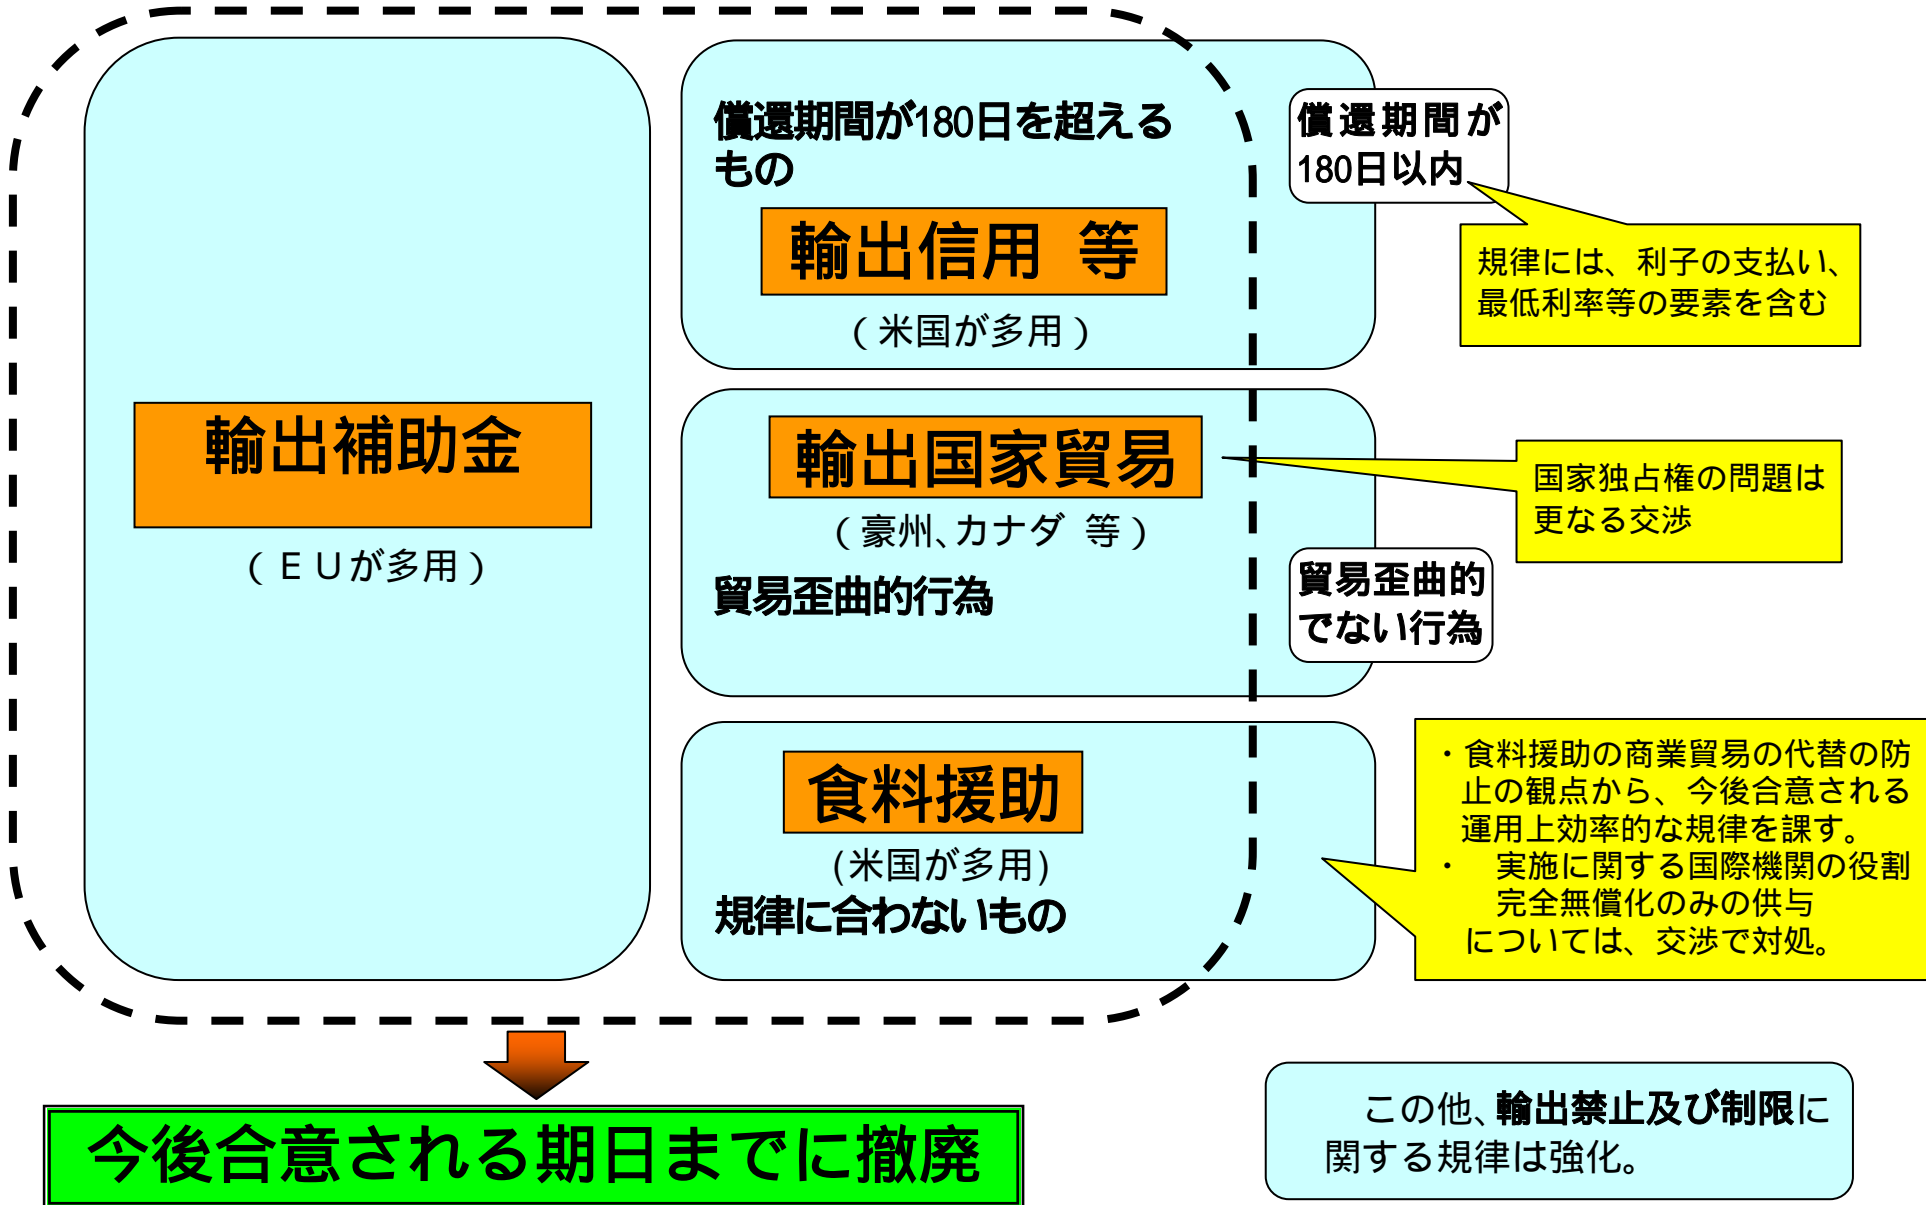 輸出補助金
（ＥＵが多用）
償還期間が180日を超える
もの
輸出信用 等
（米国が多用）
償還期間が
180日以内
規律には、利子の支払い、
最低利率等の要素を含む
輸出国家貿易
（豪州、カナダ 等）
貿易歪曲的行為
国家独占権の問題は
更なる交渉
貿易歪曲的
でない行為
食料援助
(米国が多用)
規律に合わないもの
・食料援助の商業貿易の代替の防
止の観点から、今後合意される
運用上効率的な規律を課す。
・ 実施に関する国際機関の役割
完全無償化のみの供与
については、交渉で対処。
今後合意される期日までに撤廃
この他、輸出禁止及び制限に
関する規律は強化。